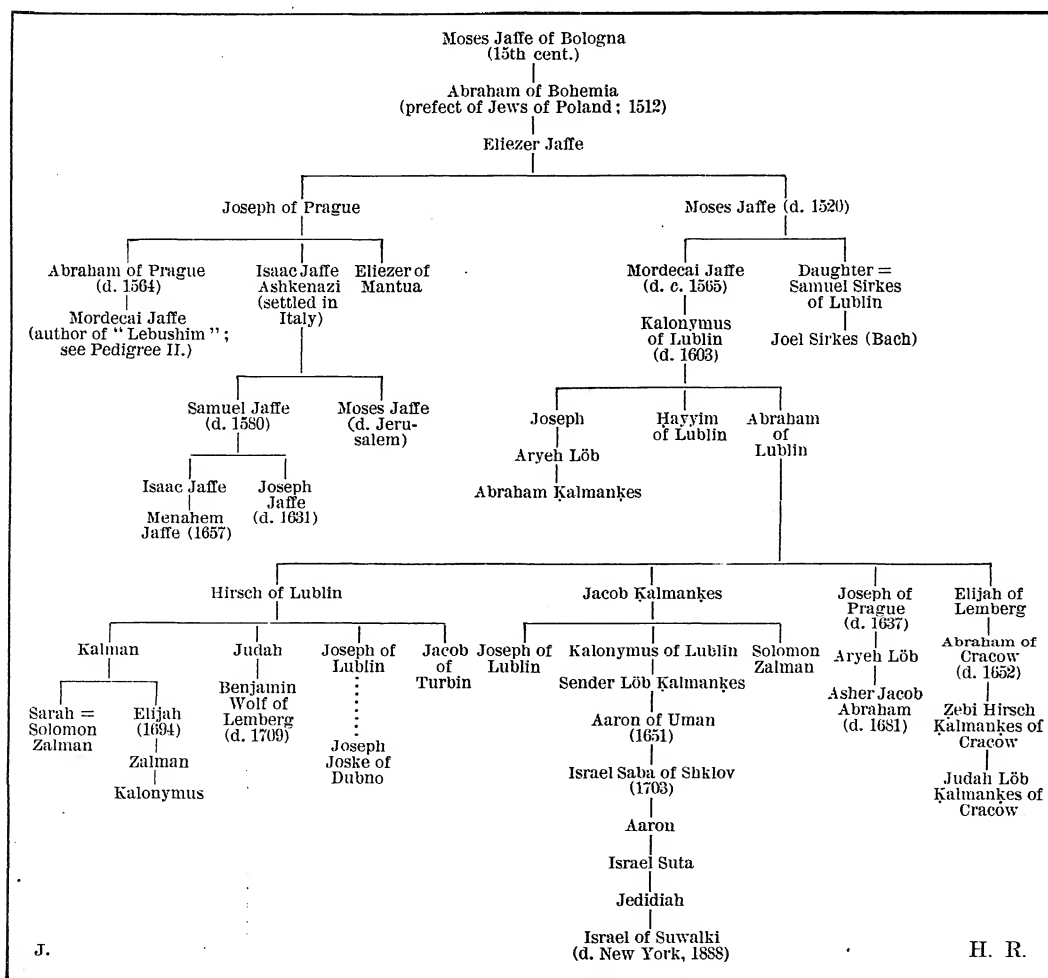 Moses Jaffe of Bologna
(15th cent.)
Abraham of Bohemia
(prefect of Jews of Poland; 1512)
Eliezer Jaffe
Joseph of Prague
Moses Jaffe (d. 1520)
Abraham of Prague
(d. 1564)
Mordecai Jaffe
(author of "Lebushim";
see Pedigree II.)
Isaac Jaffe
Ashkenazi
(settled in
Italy)
Eliezer of
Mantua
Mordecai Jaffe
(d. c. 1565)
Kalonymus
of Lublin
(d. 1603)
Daughter =
Samuel Sirkes
of Lublin
Joel Sirkes (Bach)
Samuel Jaffe
(d. 1580)
Moses Jaffe
(d. Jeru-
salem)
Isaac Jaffe
Menahem
Jaffe (1657)
Joseph
Jaffe
(d. 1631)
Joseph
Aryeh Löb
Abraham Ḳalmanḳes
Ḥayyim
of Lublin
Abraham
of
Lublin
Hirsch of Lublin
Jacob Ḳalmanḳes
Joseph of
Prague
(d. 1637)
Aryeh Löb
Asher Jacob
Abraham
(d. 1681)
Elijah of
Lemberg
Abraham of
Cracow
(d. 1652)
Ẓebi Hirsch
Ḳalmanḳes of
Cracow
Judah Löb
Ḳalmanḳes of
Cracow
Kalman
Sarah =
Solomon
Zalman
Elijah
(1694)
Zalman
Kalonymus
Judah
Benjamin
Wolf of
Lemberg
(d. 1709)
Joseph of
Lublin
Joseph
Joske of
Dubno
Jacob
of
Turbin
Joseph of
Lublin
Kalonymus of Lublin
Sender Löb Kalmanḳes
Aaron of Uman
(1651)
Israel Saba of Shklov
(1703)
Aaron
Israel Suta
Jedidiah
Israel of Suwalki
(d. New York, 1888)
Solomon
Zalman
J.
H. R.